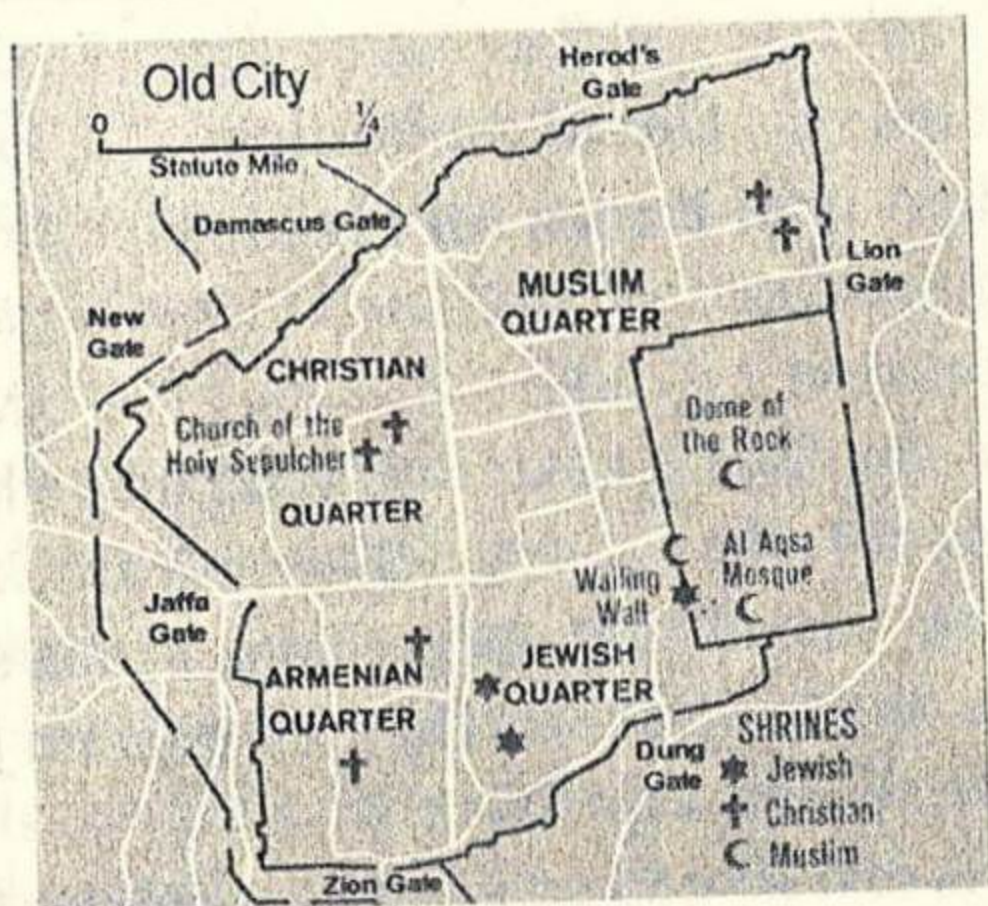 Old City
0 1/4
Statute Mile
Herod's
Gate
Damascus Gate
Lion
Gate
MUSLIM
QUARTER
New
Gate
CHRISTIAN
QUARTER
Church of the
Holy Sepulcher
Dome of
the Rock
Al Aqsa
Mosque
Wailing
Wall
Jaffa
Gate
ARMENIAN
QUARTER
JEWISH
QUARTER
Dung
Gate
Zion Gate
SHRINES
Jewish
Christian
Muslim